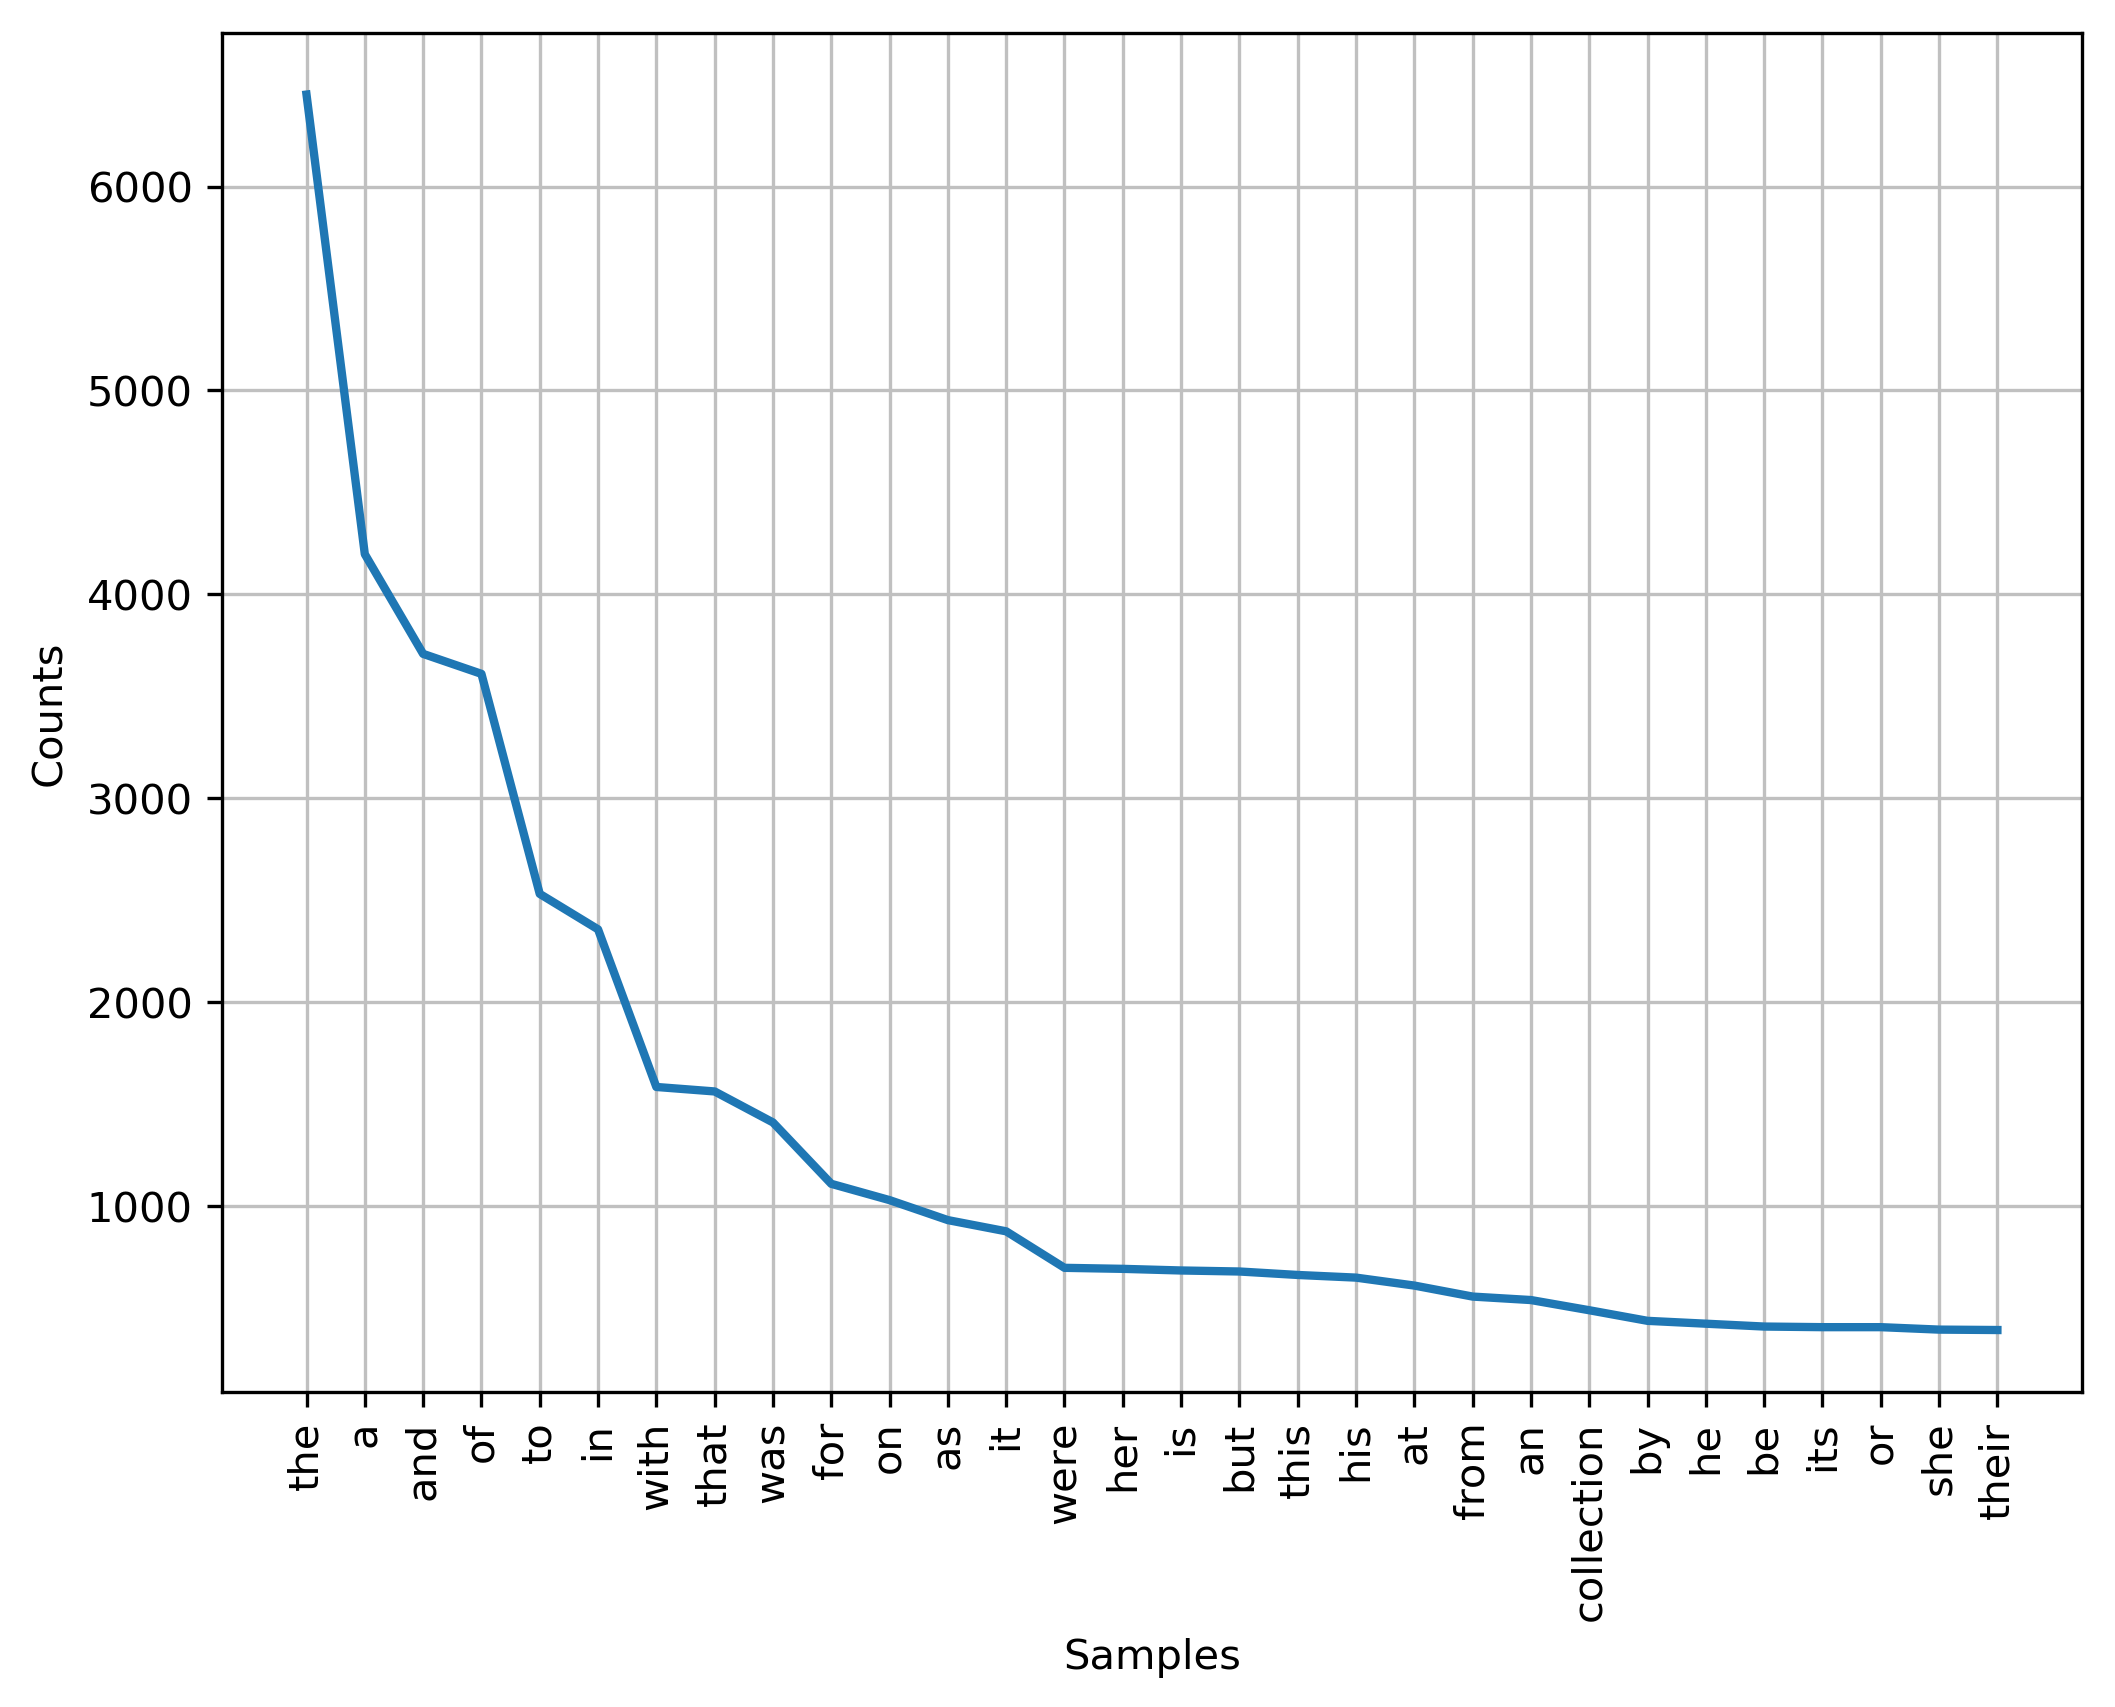 6000
5000
4000
3000
2000
1000
Counts
the
a
and
of
to
in
with
that
was
for
on
as
it
were
her
is
but
this
his
at
from
an
collection
by
he
be
its
or
she
their
Samples